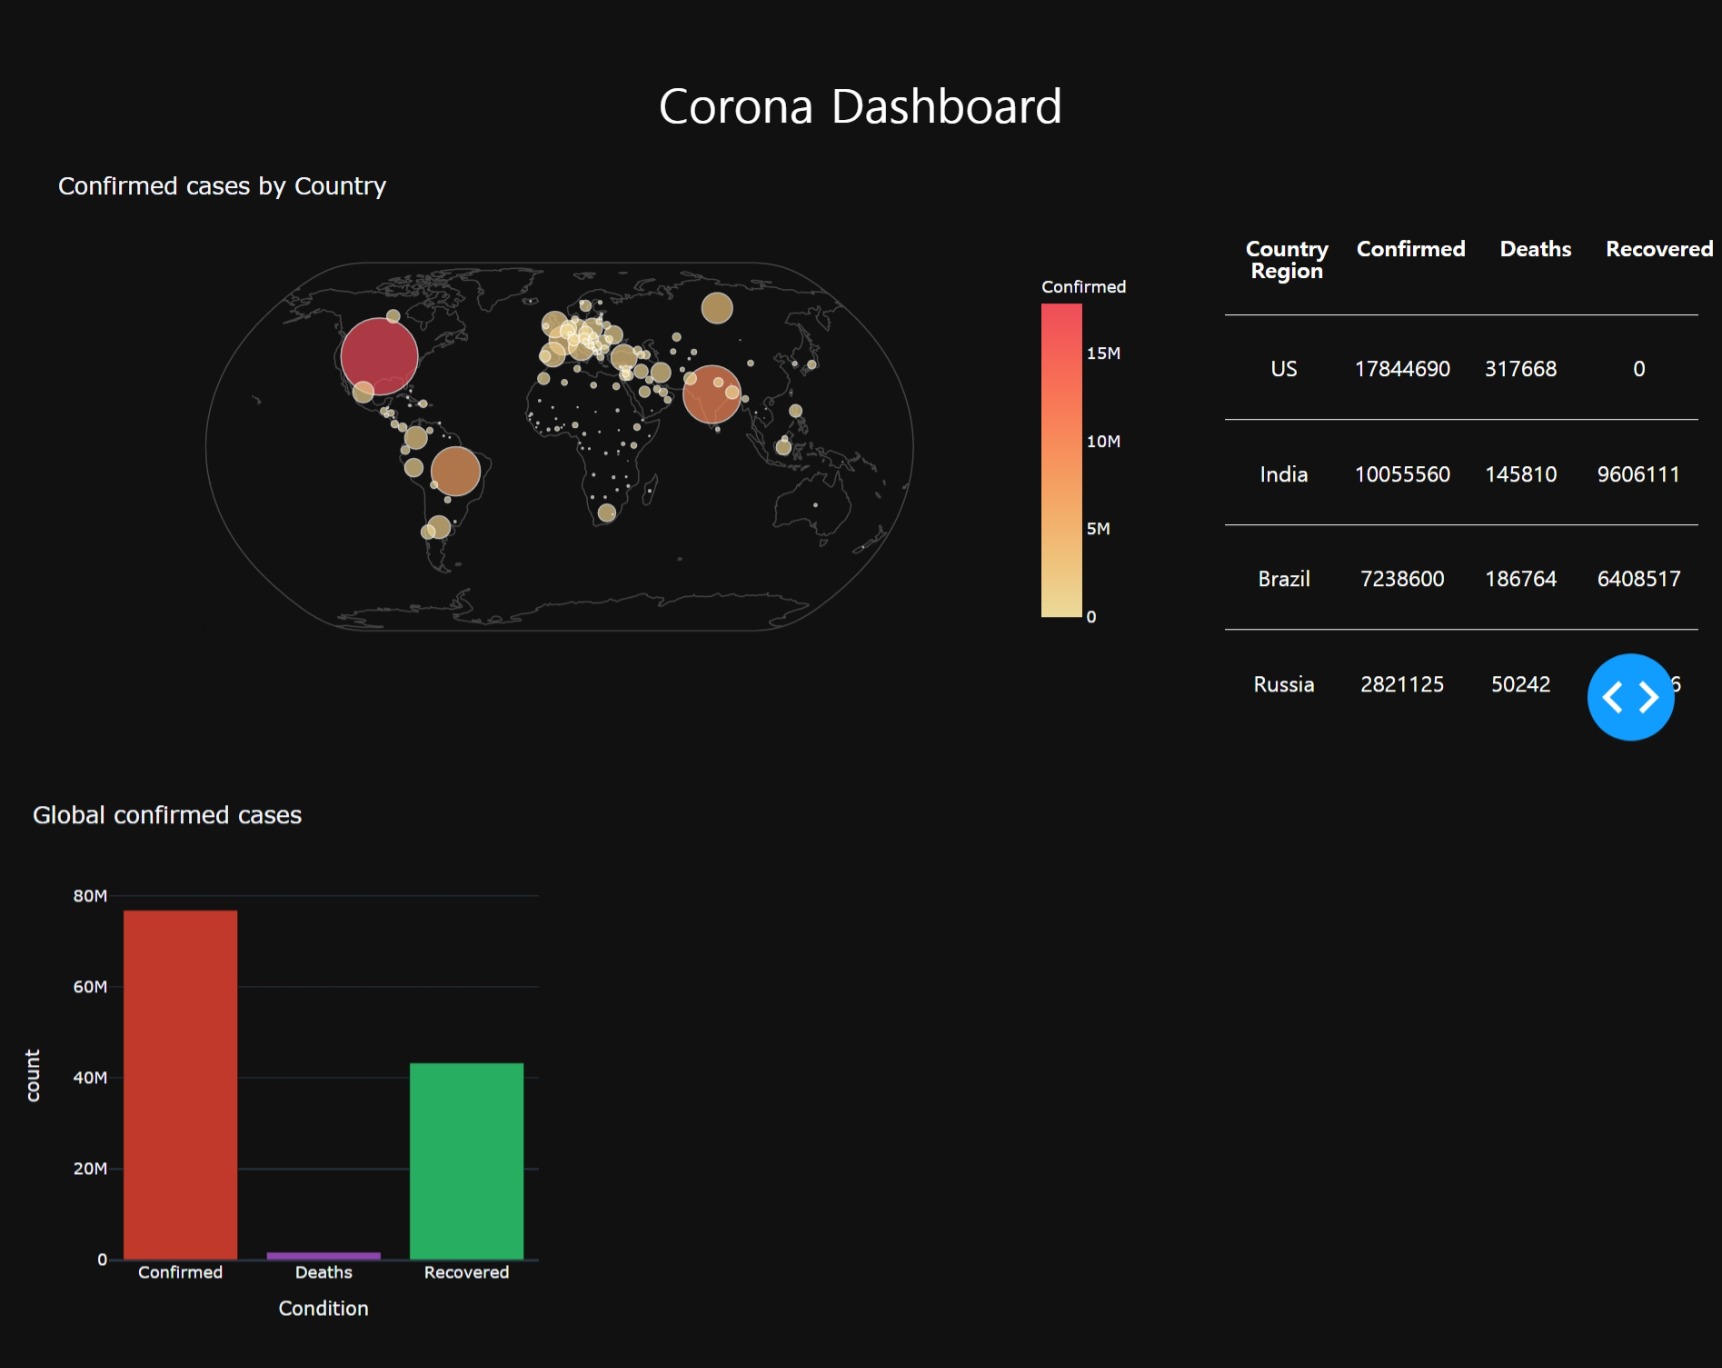 Corona Dashboard
Confirmed cases by Country
Confirmed
15M
10M
5M
0
Country Region Confirmed Deaths Recovered
US 17844690 317668 0
India 10055560 145810 9606111
Brazil 7238600 186764 6408517
Russia 2821125 50242
Global confirmed cases
80M
60M
40M
20M
0
count
Confirmed Deaths Recovered
Condition